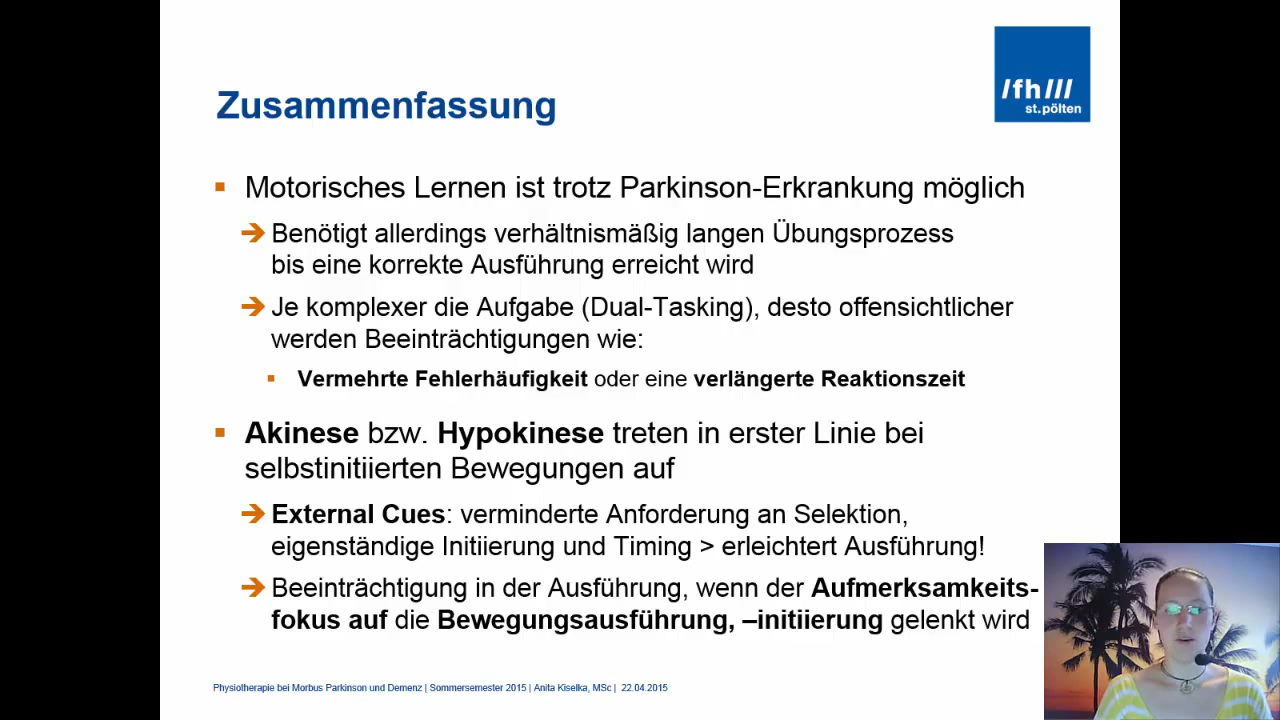 /fh///
st.pölten
Zusammenfassung
Motorisches Lernen ist trotz Parkinson-Erkrankung möglich
Benötigt allerdings verhältnismäßig langen Übungsprozess
bis eine korrekte Ausführung erreicht wird
Je komplexer die Aufgabe (Dual-Tasking), desto offensichtlicher
werden Beeinträchtigungen wie:
Vermehrte Fehlerhäufigkeit oder eine verlängerte Reaktionszeit
Akinese bzw. Hypokinese treten in erster Linie bei
selbstinitiierten Bewegungen auf
External Cues: verminderte Anforderung an Selektion,
eigenständige Initiierung und Timing > erleichtert Ausführung!
Beeinträchtigung in der Ausführung, wenn der Aufmerksamkeits-
fokus auf die Bewegungsausführung, –initiierung gelenkt wird
Physiotherapie bei Morbus Parkinson und Demenz | Sommersemester 2015 | Anita Kiselka, MSc | 22.04.2015